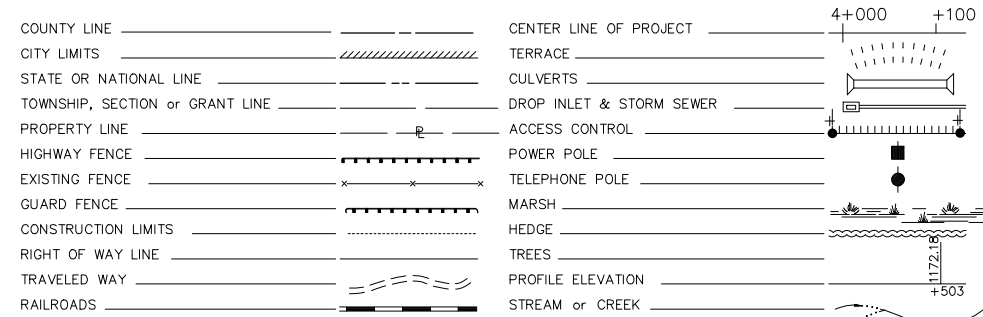 COUNTY LINE
CITY LIMITS
STATE OR NATIONAL LINE
TOWNSHIP, SECTION or GRANT LINE
PROPERTY LINE
PL
HIGHWAY FENCE
EXISTING FENCE
GUARD FENCE
CONSTRUCTION LIMITS
RIGHT OF WAY LINE
TRAVELED WAY
RAILROADS
4+000 +100
CENTER LINE OF PROJECT
TERRACE
CULVERTS
DROP INLET & STORM SEWER
ACCESS CONTROL
POWER POLE
TELEPHONE POLE
MARSH
HEDGE
TREES
PROFILE ELEVATION
1172.18
+503
STREAM or CREEK